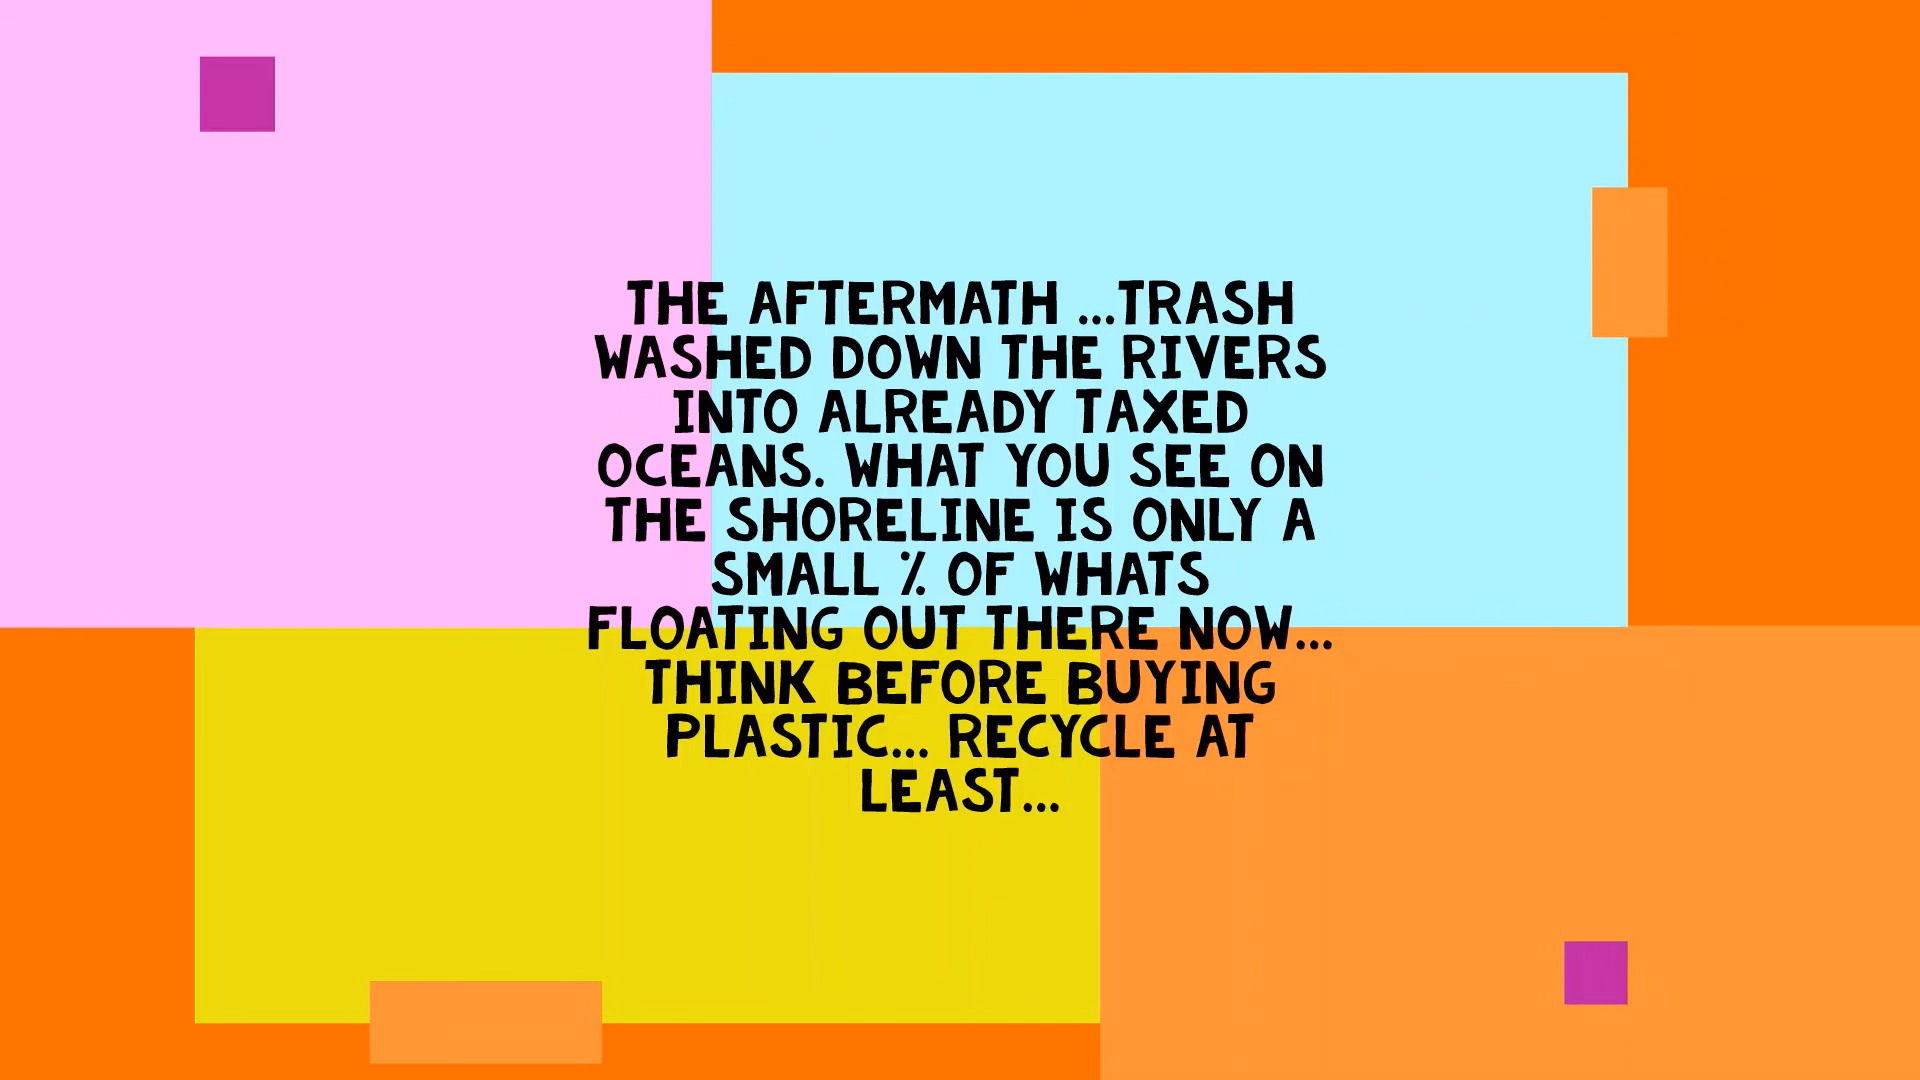 THE AFTERMATH ...TRASH
WASHED DOWN THE RIVERS
INTO ALREADY TAXED
OCEANS. WHAT YOU SEE ON
THE SHORELINE IS ONLY A
SMALL % OF WHATS
FLOATING OUT THERE NOW...
THINK BEFORE BUYING
PLASTIC... RECYCLE AT
LEAST...